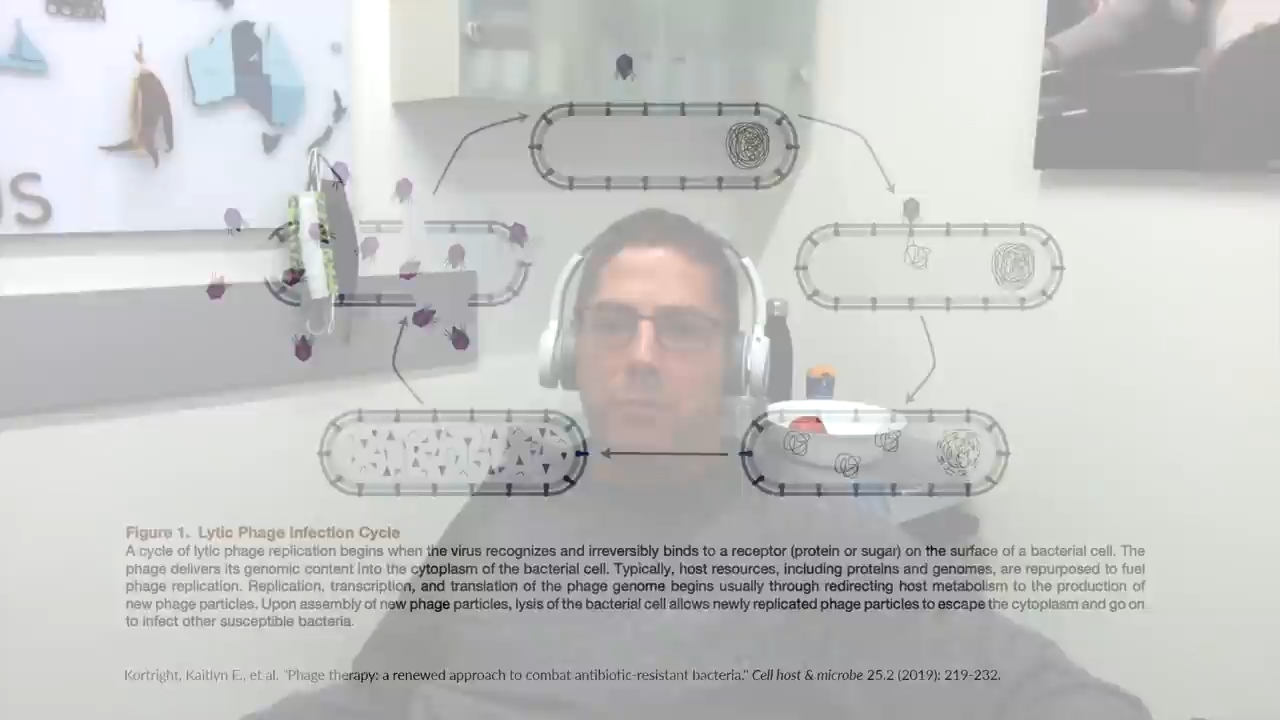 US
Figure 1. Lytic Phage Infection Cycle
A cycle of lytic phage replication begins when the virus recognizes and irreversibly binds to a receptor (protein or sugar) on the surface of a bacterial cell. The
phage delivers its genomic content into the cytoplasm of the bacterial cell. Typically, host resources, including proteins and genomes, are repurposed to fuel
phage replication. Replication, transcription, and translation of the phage genome begins usually through redirecting host metabolism to the production of
new phage particles. Upon assembly of new phage particles, lysis of the bacterial cell allows newly replicated phage particles to escape the cytoplasm and go on
to infect other susceptible bacteria.
Kortright, Kaitlyn E., et al. "Phage therapy: a renewed approach to combat antibiotic-resistant bacteria." Cell host & microbe 25.2 (2019): 219-232.